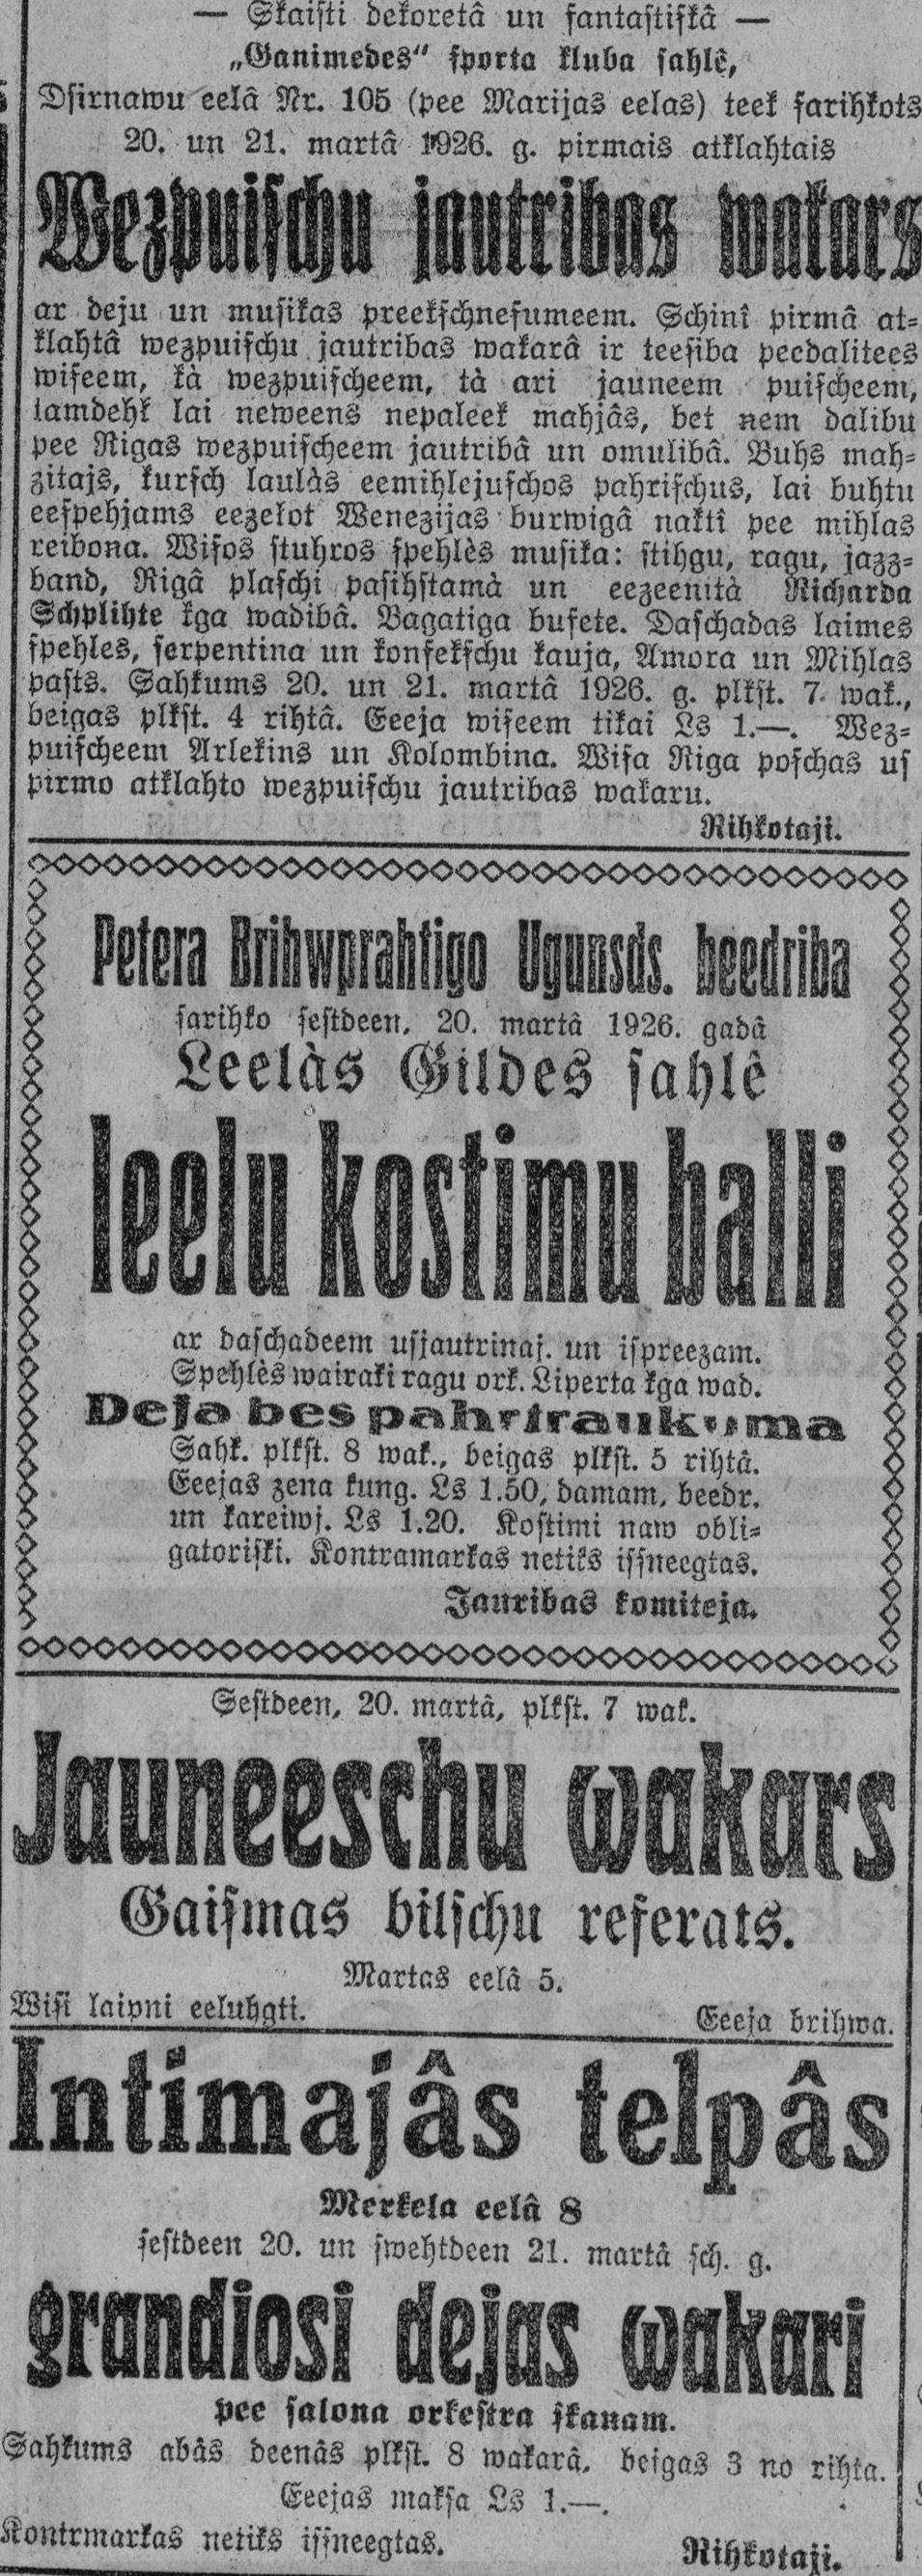 — Skaisti dekoretâ un fantastiskâ —
„Ganimedes“ sporta kluba sahlê,
Dsirnawu eelâ Nr. 105 (pee Marijas eelas) teek sarihkots
20. un 21. martâ 1926. g. pirmais atklahtais
Wezpuischu jautribas wakars
ar deju un musikas preekschnesumeem. Schinî pirmâ at-
klahtâ wezpuischu jautribas wakarâ ir teesiba peedalitees
wiseem, kà wezpuischeem, tà ari jauneem puischeem,
lamdehk lai neweens nepaleek mahjâs, bet nem dalibu
pee Rigas wezpuischeem jautribâ un omulibâ. Buhs mah-
zitajs, kursch laulàs eemihlejuschos pahrischus, lai buhtu
eespehjams eezelot Wenezijas burwigâ naktî pee mihlas
reibona. Wisos stuhros spehlès musika: stihgu, ragu, jazz-
band, Rigâ plaschi pasihstamà un eezeenità Richarda
Schplihte kga wadibâ. Bagatiga bufete. Daschadas laimes
spehles, serpentina un konfekschu kauja, Amora un Mihlas
pasts. Sahkums 20. un 21. martâ 1926. g. plkst. 7 wak.,
beigas plkst. 4 rihtâ. Eeeja wiseem tikai Ls 1.—. Wez-
puischeem Arlekins un Kolombina. Wisa Riga poschas us
pirmo atklahto wezpuischu jautribas wakaru.
Rihkotaji.
Petera Brihwprahtigo Ugunsds. beedriba
sarihko sestdeen, 20. martâ 1926. gadâ
Leelàs Gildes sahlê
leelu kostimu balli
ar daschadeem usjautrinaj. un ispreezam.
Spehlès wairaki ragu ork. Liperta kga wad.
Deja bes pahrtraukuma
Sahk. plkst. 8 wak., beigas plkst. 5 rihtâ.
Eeejas zena kung. Ls 1.50, damam, beedr.
un kareiwj. Ls 1.20. Kostimi naw obli-
gatoriski. Kontramarkas netiks issneegtas.
Jauribas komiteja.
Sestdeen, 20. martâ, plkst. 7 wak.
Jauneeschu wakars
Gaismas bilschu referats.
Martas eelâ 5.
Wisi laipni eeluhgti. Eeeja brihwa.
Intimajâs telpâs
Merkela eelâ 8
sestdeen 20. un swehtdeen 21. martâ sch. g.
grandiosi dejas wakari
pee salona orkestra skanam.
Sahkums abâs deenâs plkst. 8 wakarâ, beigas 3 no rihta.
Eeejas maksa Ls 1.—.
Kontrmarkas netiks issneegtas. Rihkotaji.